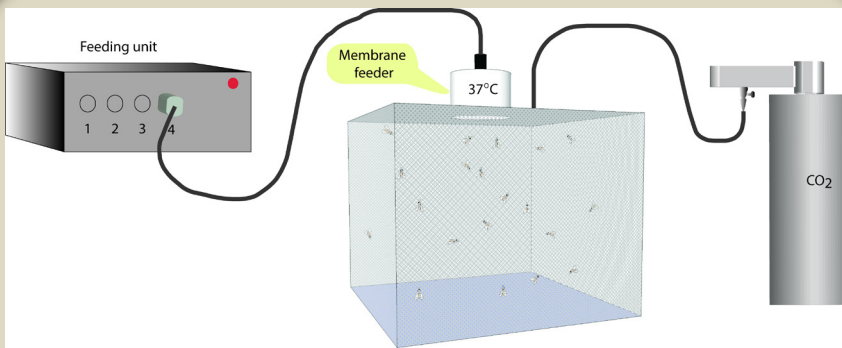 Feeding unit
1 2 3 4
Membrane
feeder
37°C
CO₂